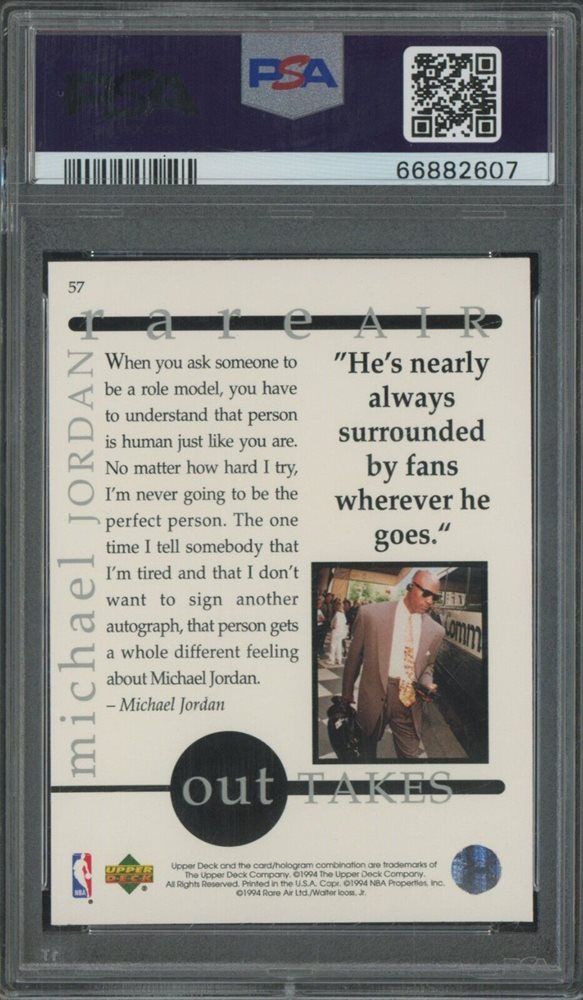 PSA
PSA
66882607
57
rare AIR
michael JORDAN
When you ask someone to
be a role model, you have
to understand that person
is human just like you are.
No matter how hard I try,
I'm never going to be the
perfect person. The one
time I tell somebody that
I'm tired and that I don't
want to sign another
autograph, that person gets
a whole different feeling
about Michael Jordan.
– Michael Jordan
"He's nearly
always
surrounded
by fans
wherever he
goes."
Comm
out TAKES
NBA
UPPER
DECK
Upper Deck and the card/hologram combination are trademarks of
The Upper Deck Company. ©1994 The Upper Deck Company.
All Rights Reserved. Printed in the U.S.A. Copr. ©1994 NBA Properties, Inc.
©1994 Rare Air Ltd./Walter Iooss, Jr.